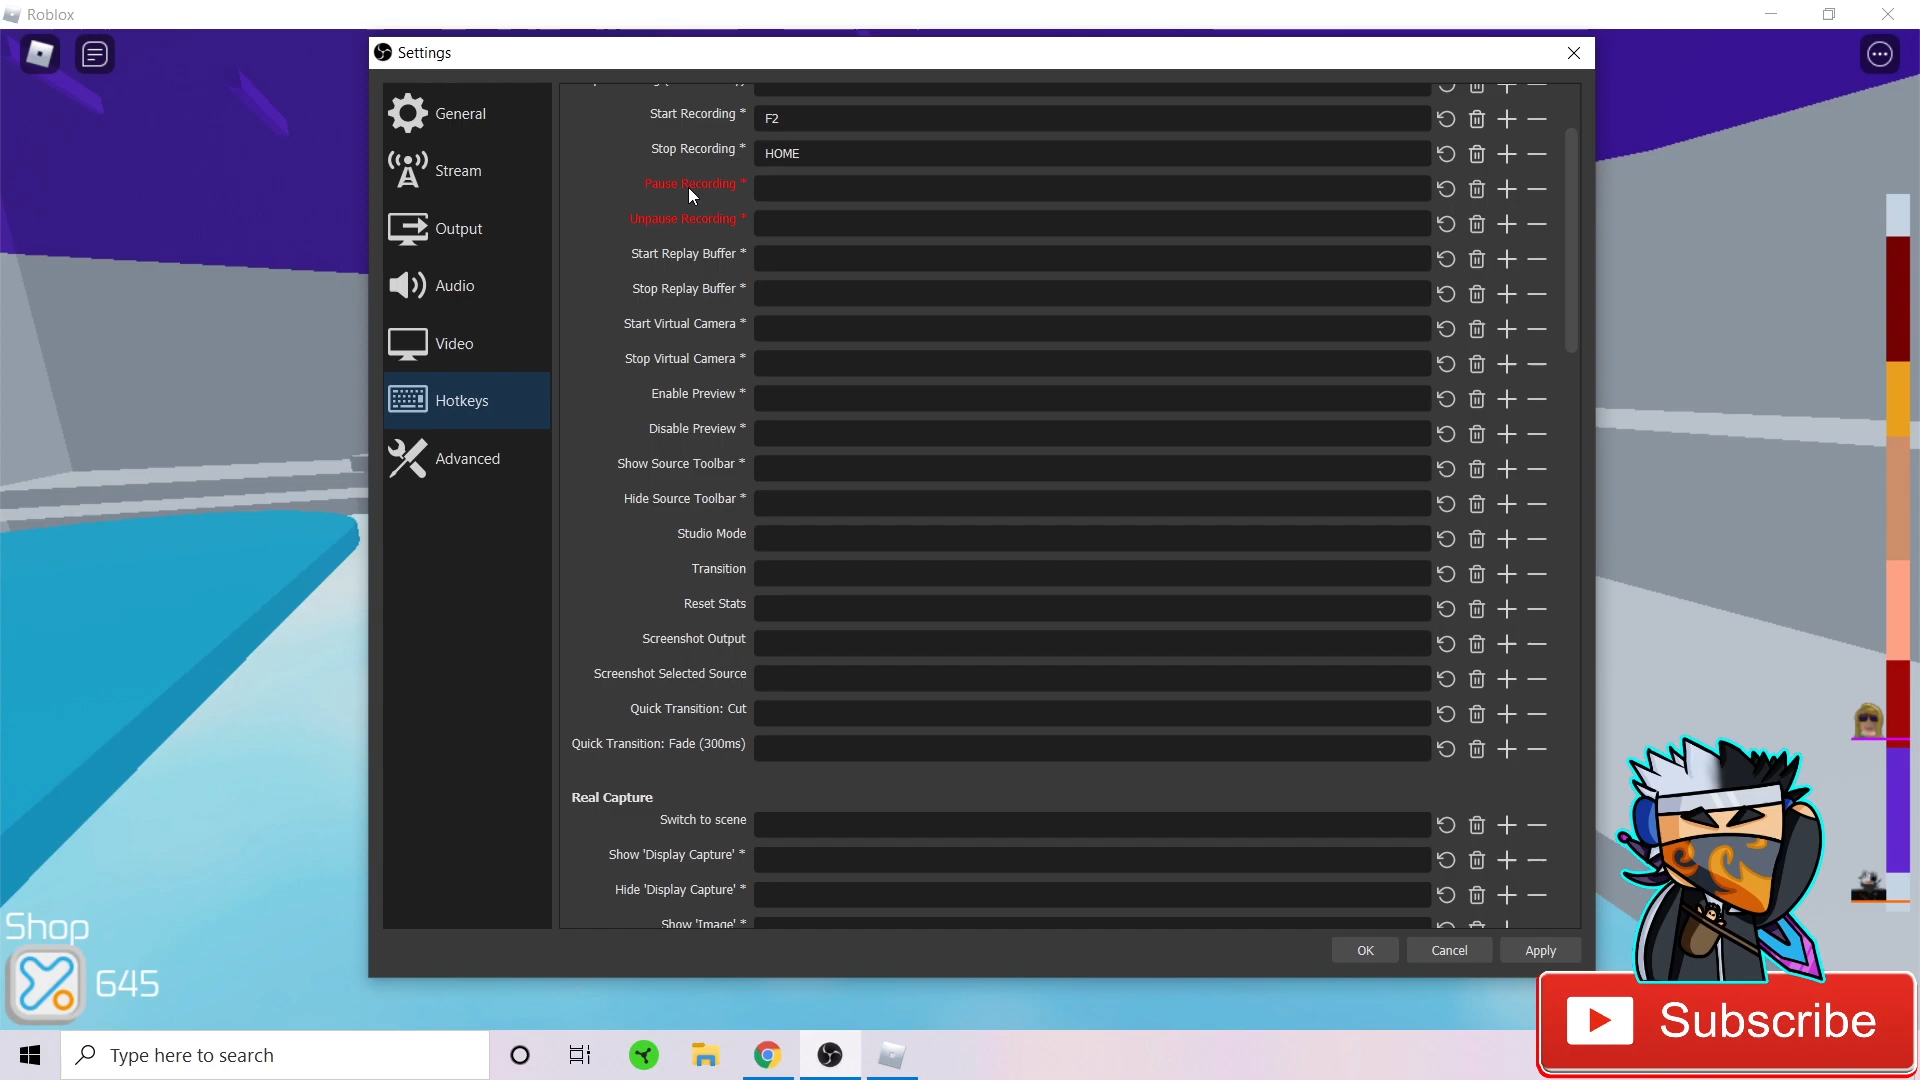 Roblox
Settings
General
Stream
Output
Audio
Video
Hotkeys
Advanced
Start Recording * F2
Stop Recording * HOME
Pause Recording *
Unpause Recording *
Start Replay Buffer *
Stop Replay Buffer *
Start Virtual Camera *
Stop Virtual Camera *
Enable Preview *
Disable Preview *
Show Source Toolbar *
Hide Source Toolbar *
Studio Mode
Transition
Reset Stats
Screenshot Output
Screenshot Selected Source
Quick Transition: Cut
Quick Transition: Fade (300ms)
Real Capture
Switch to scene
Show 'Display Capture' *
Hide 'Display Capture' *
Show 'Image' *
OK Cancel Apply
Shop
645
Subscribe
Type here to search